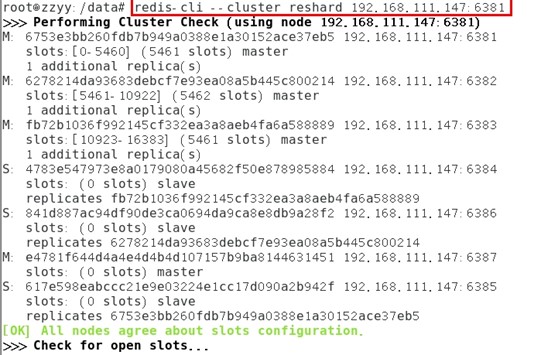 root@zzyy:/data# redis-cli --cluster reshard 192.168.111.147:6381
>>> Performing Cluster Check (using node 192.168.111.147:6381)
M: 6753e3bb260fdb7b949a0388e1a30152ace37eb5 192.168.111.147:6381
slots:[0-5460] (5461 slots) master
1 additional replica(s)
M: 6278214da93683debcf7e93ea08a5b445c800214 192.168.111.147:6382
slots:[5461-10922] (5462 slots) master
1 additional replica(s)
M: fb72b1036f992145cf332ea3a8aeb4fa6a588889 192.168.111.147:6383
slots:[10923-16383] (5461 slots) master
1 additional replica(s)
S: 4783e547973e8a0179080a45682f50e878985884 192.168.111.147:6384
slots: (0 slots) slave
replicates fb72b1036f992145cf332ea3a8aeb4fa6a588889
S: 841d887ac94df90de3ca0694da9ca8e8db9a28f2 192.168.111.147:6386
slots: (0 slots) slave
replicates 6278214da93683debcf7e93ea08a5b445c800214
M: e4781f644d4a4e4d4b4d107157b9ba8144631451 192.168.111.147:6387
slots: (0 slots) master
S: 617e598eabccc21e9e03224e1cc17d090a2b942f 192.168.111.147:6385
slots: (0 slots) slave
replicates 6753e3bb260fdb7b949a0388e1a30152ace37eb5
[OK] All nodes agree about slots configuration.
>>> Check for open slots...